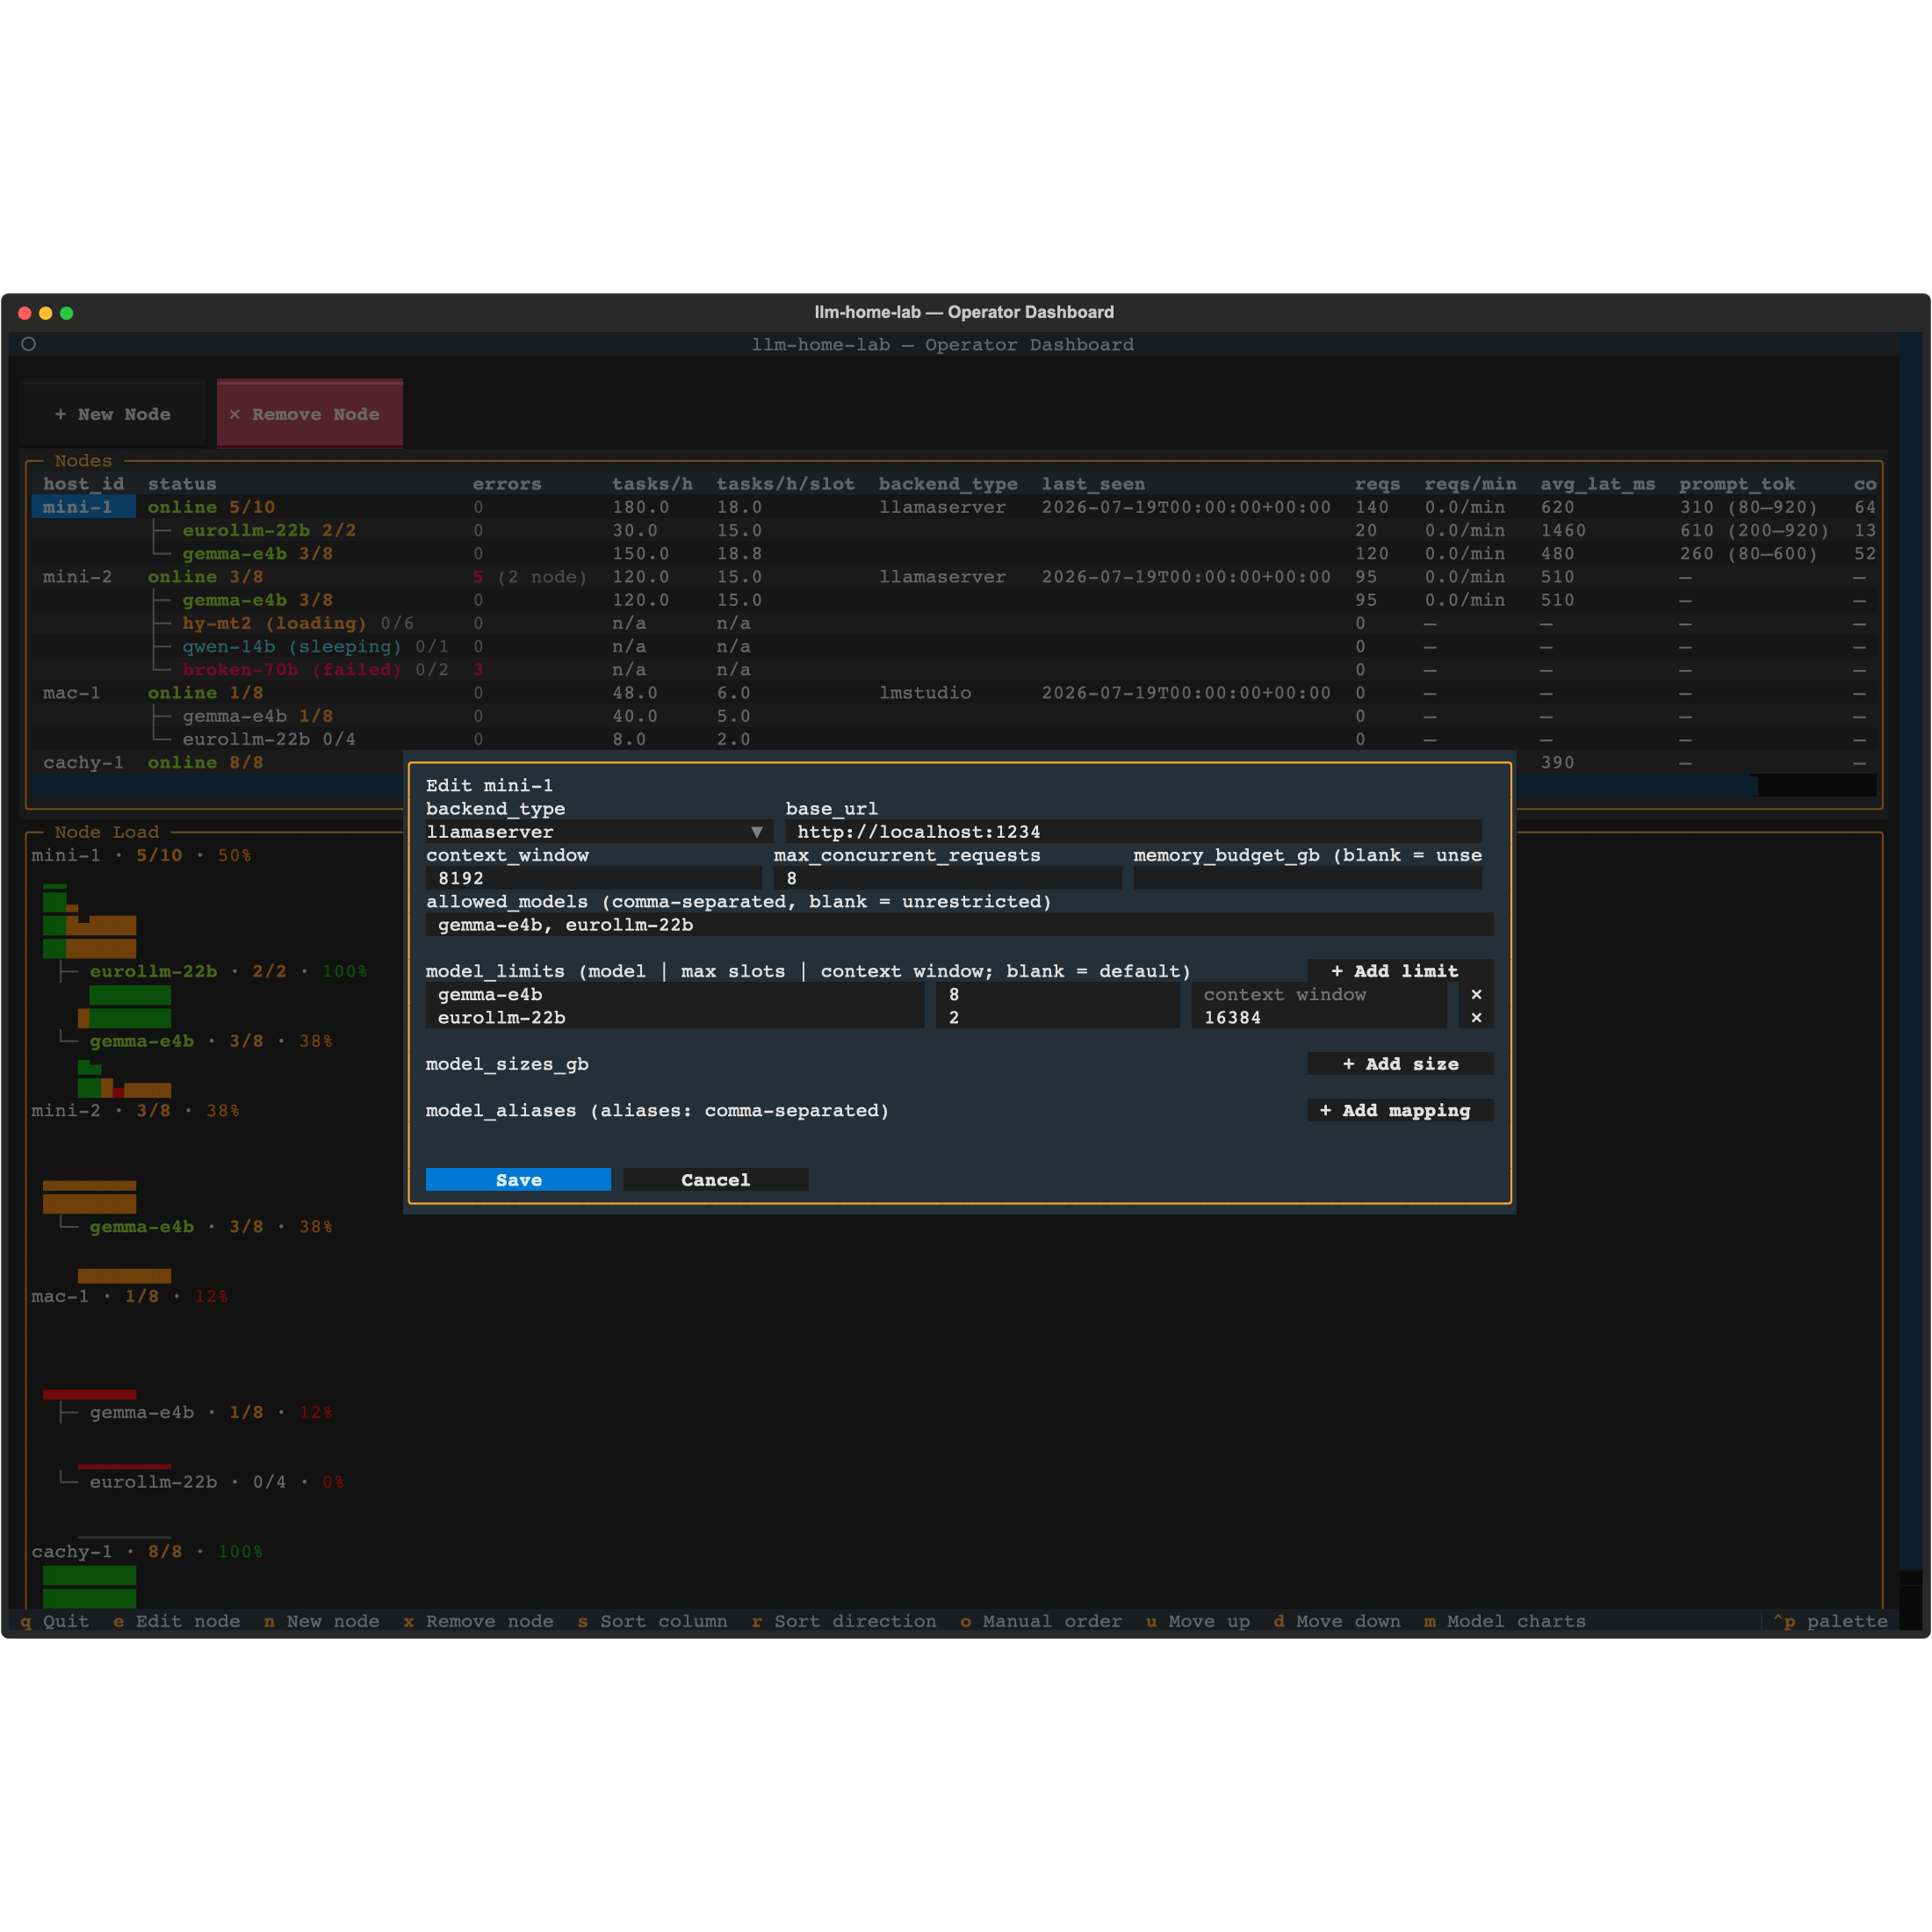 llm-home-lab — Operator Dashboard
llm-home-lab — Operator Dashboard
+ New Node × Remove Node
Nodes
host_id status errors tasks/h tasks/h/slot backend_type last_seen reqs reqs/min avg_lat_ms prompt_tok co
mini-1 online 5/10 0 180.0 18.0 llamaserver 2026-07-19T00:00:00+00:00 140 0.0/min 620 310 (80–920) 64
├─ eurollm-22b 2/2 0 30.0 15.0 20 0.0/min 1460 610 (200–920) 13
└─ gemma-e4b 3/8 0 150.0 18.8 120 0.0/min 480 260 (80–600) 52
mini-2 online 3/8 5 (2 node) 120.0 15.0 llamaserver 2026-07-19T00:00:00+00:00 95 0.0/min 510 — —
├─ gemma-e4b 3/8 0 120.0 15.0 95 0.0/min 510 — —
├─ hy-mt2 (loading) 0/6 0 n/a n/a 0 — — — —
├─ qwen-14b (sleeping) 0/1 0 n/a n/a 0 — — — —
└─ broken-70b (failed) 0/2 3 n/a n/a 0 — — — —
mac-1 online 1/8 0 48.0 6.0 lmstudio 2026-07-19T00:00:00+00:00 0 — — — —
├─ gemma-e4b 1/8 0 40.0 5.0 0 — — — —
└─ eurollm-22b 0/4 0 8.0 2.0 0 — — — —
cachy-1 online 8/8 390 — —
Edit mini-1
backend_type base_url
llamaserver ▼ http://localhost:1234
context_window max_concurrent_requests memory_budget_gb (blank = unse
8192 8
allowed_models (comma-separated, blank = unrestricted)
gemma-e4b, eurollm-22b
model_limits (model | max slots | context window; blank = default) + Add limit
gemma-e4b 8 context window ×
eurollm-22b 2 16384 ×
model_sizes_gb + Add size
model_aliases (aliases: comma-separated) + Add mapping
Save Cancel
Node Load
mini-1 · 5/10 · 50%
├─ eurollm-22b · 2/2 · 100%
└─ gemma-e4b · 3/8 · 38%
mini-2 · 3/8 · 38%
└─ gemma-e4b · 3/8 · 38%
mac-1 · 1/8 · 12%
├─ gemma-e4b · 1/8 · 12%
└─ eurollm-22b · 0/4 · 0%
cachy-1 · 8/8 · 100%
q Quit e Edit node n New node x Remove node s Sort column r Sort direction o Manual order u Move up d Move down m Model charts ^p palette